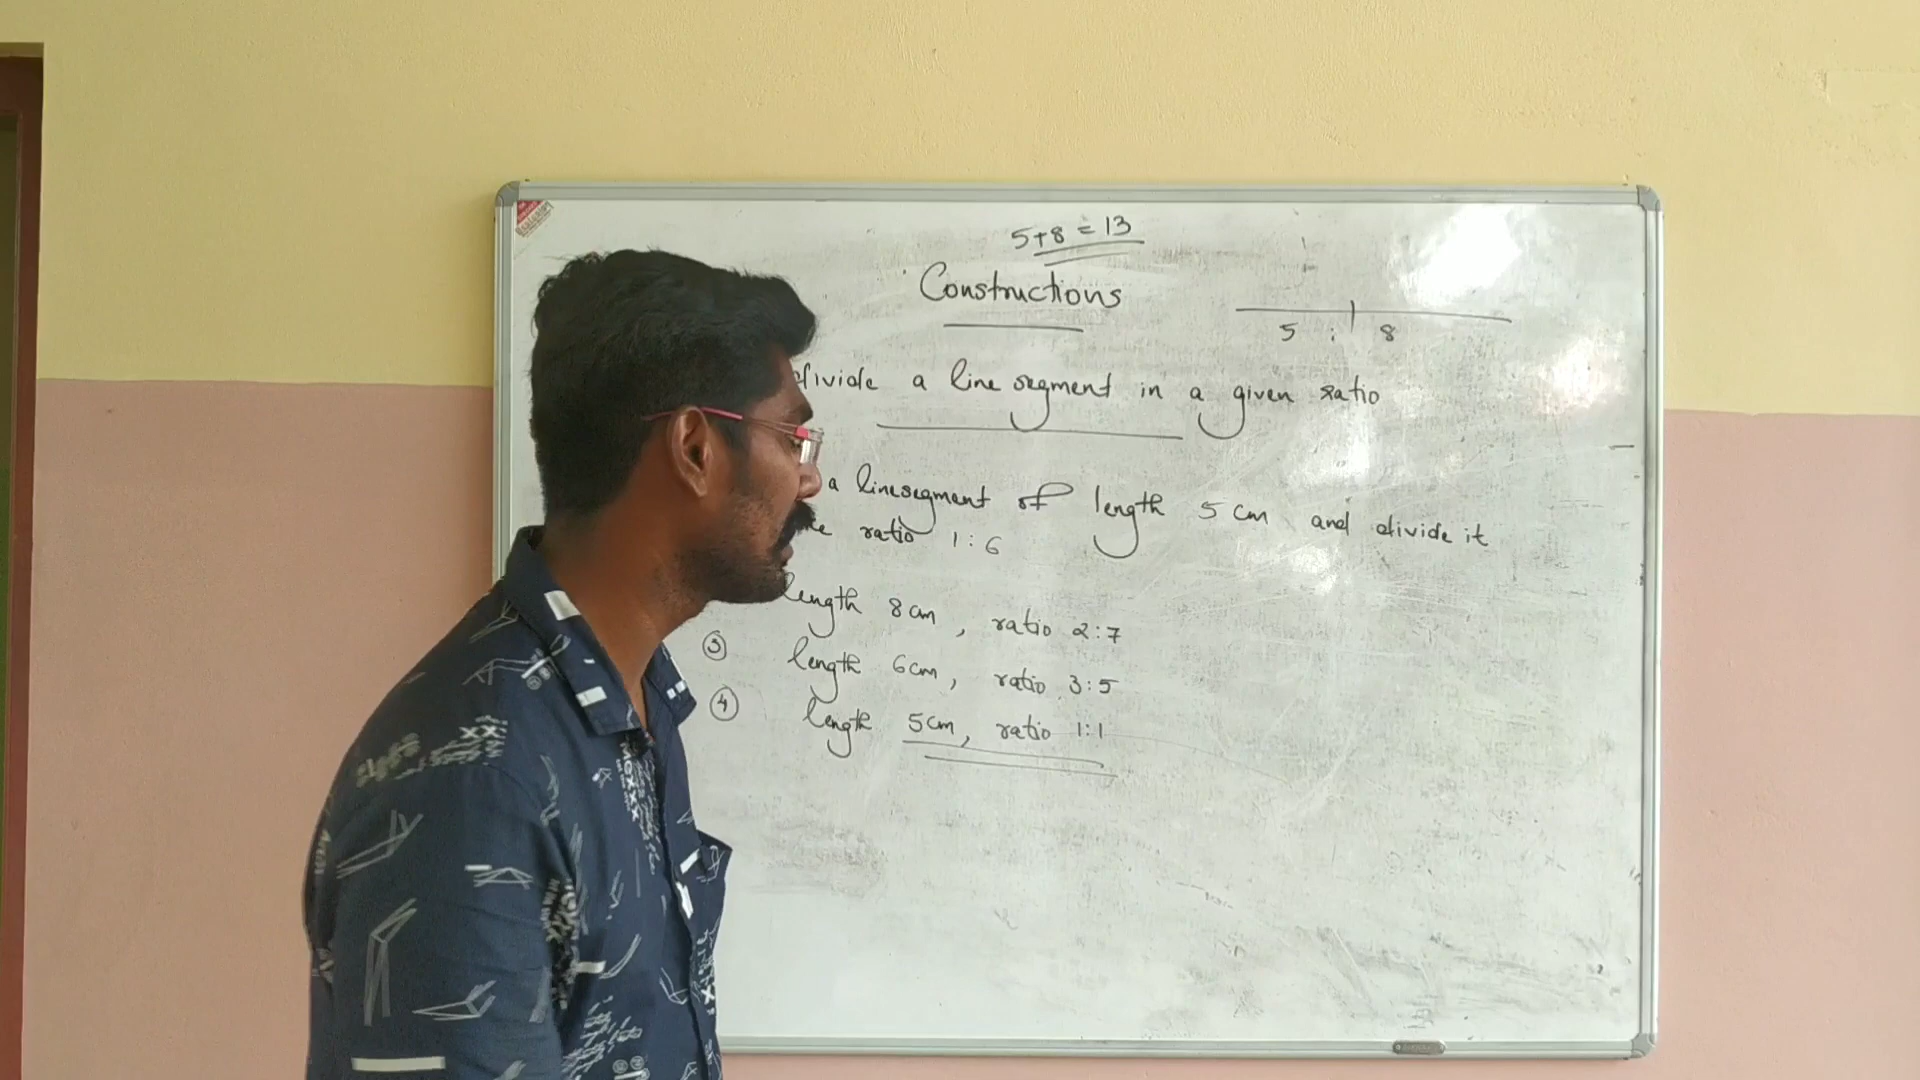 5+8 = 13
Constructions
5 : 8
divide a line segment in a given ratio
a linesegment of length 5 cm and divide it
ratio 1:6
length 8 cm, ratio 2:7
③ length 6cm, ratio 3:5
④ length 5cm, ratio 1:1